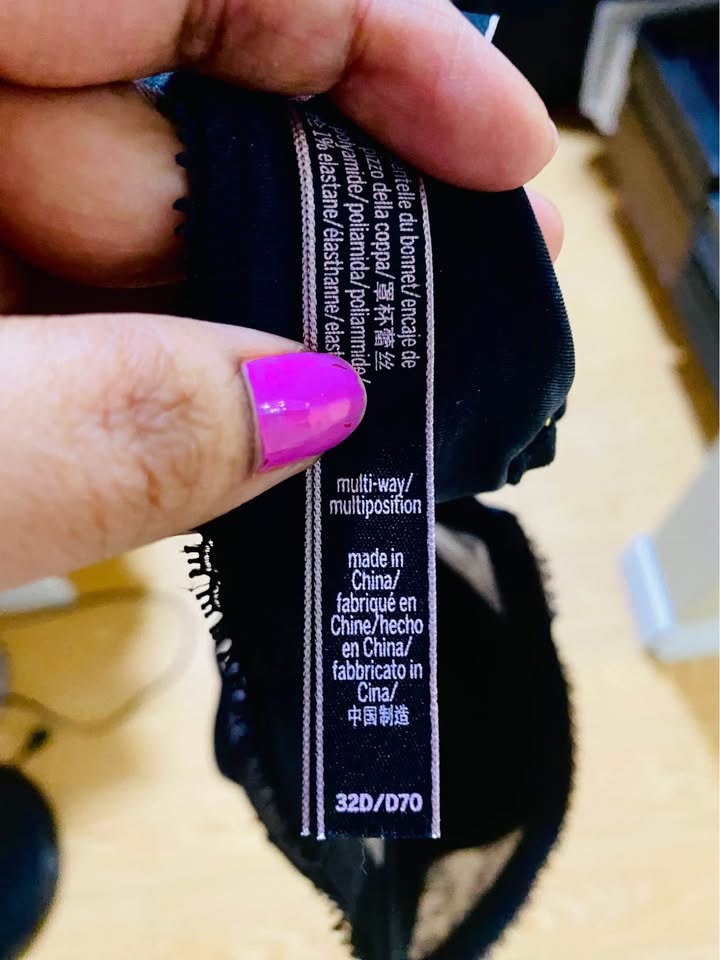 du bonnet/encaje de
pizzo della coppa/罩杯蕾丝
polyamide/poliamida/poliammide/
1% elastane/élasthanne/
multi-way/
multiposition
made in
China/
fabriqué en
Chine/hecho
en China/
fabbricato in
Cina/
中国制造
32D/D70